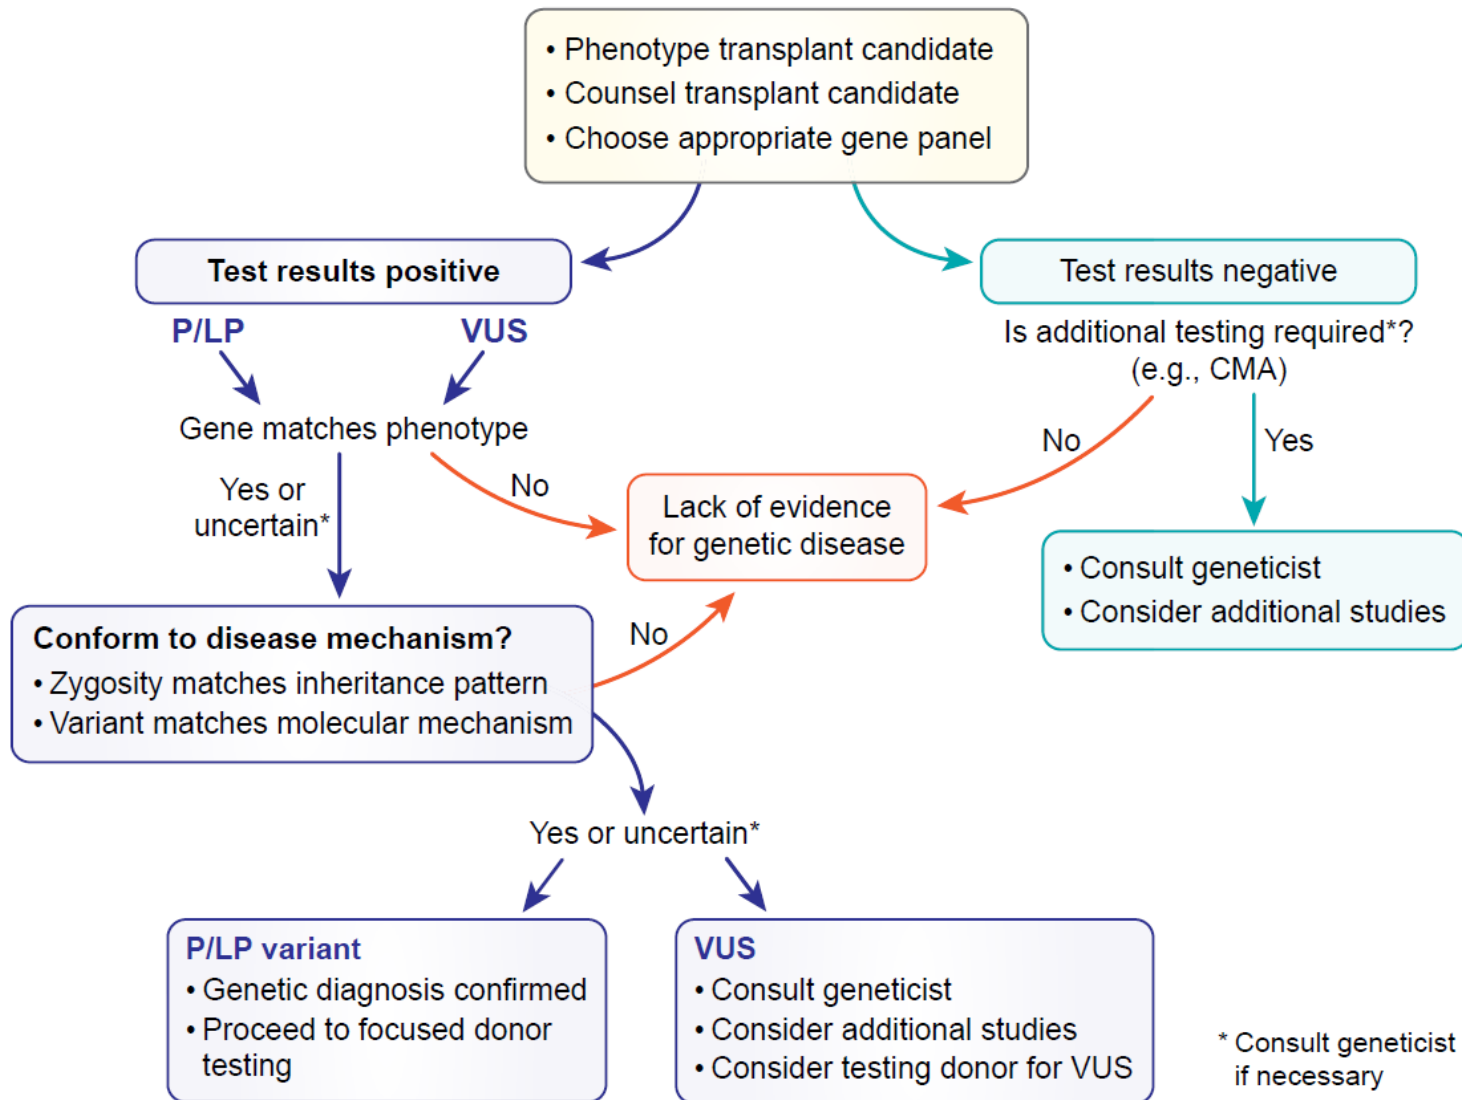 • Phenotype transplant candidate
• Counsel transplant candidate
• Choose appropriate gene panel
Test results positive
P/LP
VUS
Gene matches phenotype
Yes or
uncertain*
No
Conform to disease mechanism?
• Zygosity matches inheritance pattern
• Variant matches molecular mechanism
No
Lack of evidence
for genetic disease
Test results negative
Is additional testing required*?
(e.g., CMA)
No
Yes
• Consult geneticist
• Consider additional studies
Yes or uncertain*
P/LP variant
• Genetic diagnosis confirmed
• Proceed to focused donor
testing
VUS
• Consult geneticist
• Consider additional studies
• Consider testing donor for VUS
* Consult geneticist
if necessary